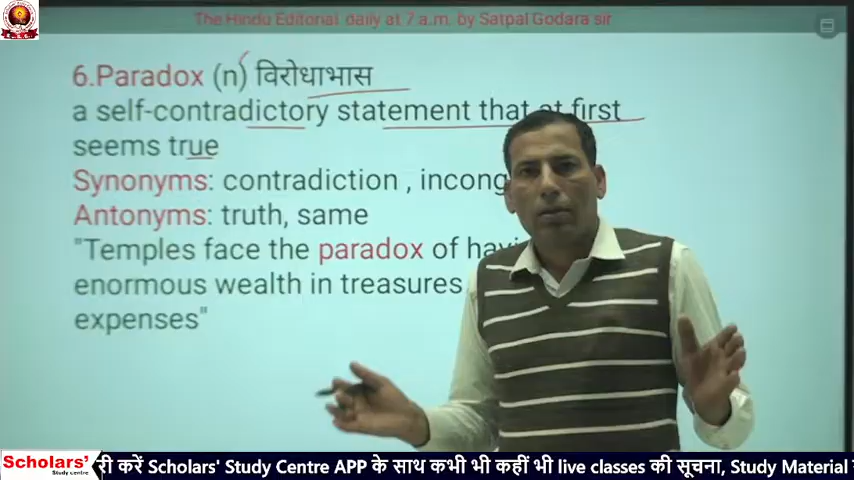 The Hindu Editorial daily at 7 a.m. by Satpal Godara sir
6.Paradox (n) विरोधाभास
a self-contradictory statement that at first
seems true
Synonyms: contradiction , incong
Antonyms: truth, same
"Temples face the paradox of havi
enormous wealth in treasures
expenses"
Scholars'
Study centre
री करें Scholars' Study Centre APP के साथ कभी भी कहीं भी live classes की सूचना, Study Material